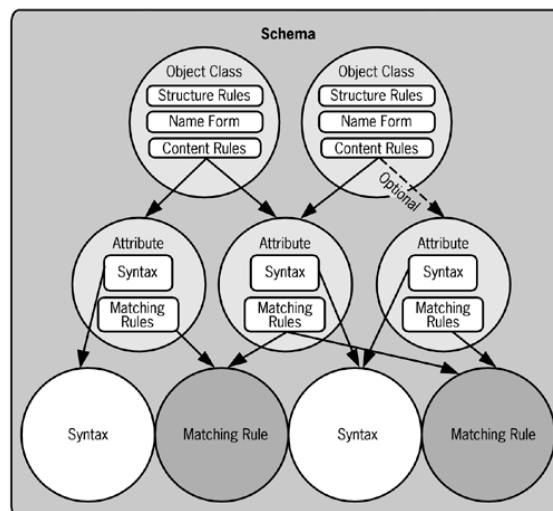 Schema
Object Class
Structure Rules
Name Form
Content Rules
Object Class
Structure Rules
Name Form
Content Rules
Optional
Attribute
Syntax
Matching
Rules
Attribute
Syntax
Matching
Rules
Attribute
Syntax
Matching
Rules
Syntax
Matching Rule
Syntax
Matching Rule